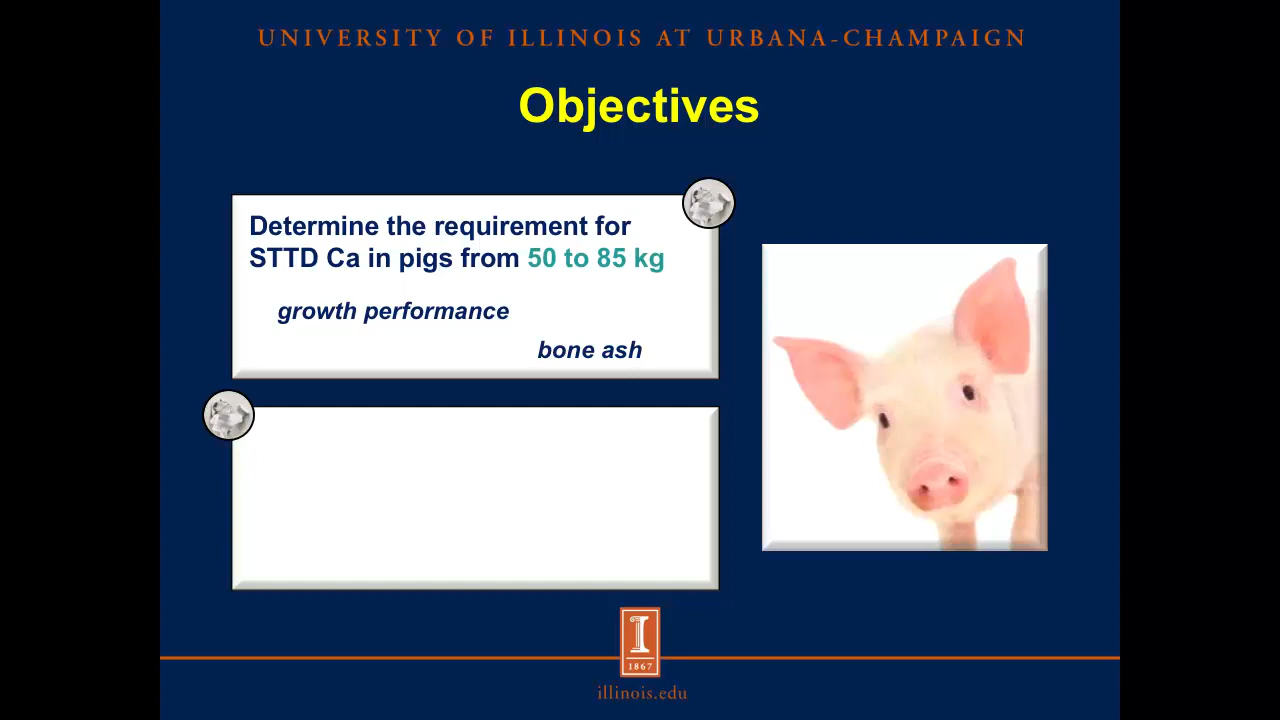 UNIVERSITY OF ILLINOIS AT URBANA-CHAMPAIGN
Objectives
Determine the requirement for
STTD Ca in pigs from 50 to 85 kg
growth performance
bone ash
I
1867
illinois.edu